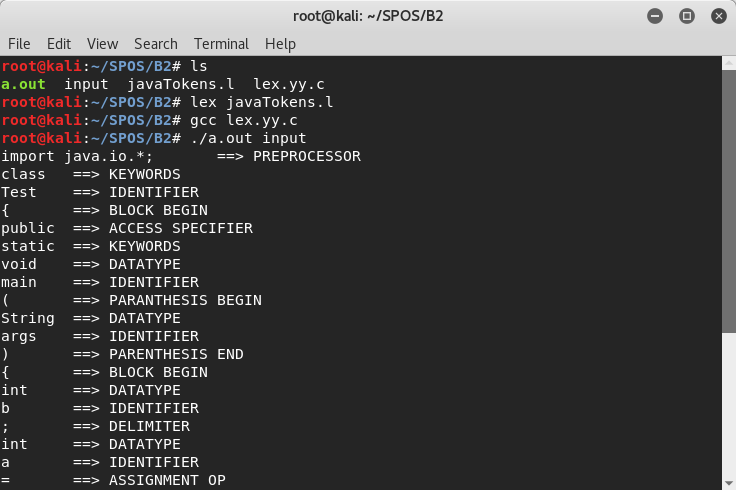 root@kali: ~/SPOS/B2
File Edit View Search Terminal Help
root@kali:~/SPOS/B2# ls
a.out  input  javaTokens.l  lex.yy.c
root@kali:~/SPOS/B2# lex javaTokens.l
root@kali:~/SPOS/B2# gcc lex.yy.c
root@kali:~/SPOS/B2# ./a.out input
import java.io.*;       ==> PREPROCESSOR
class   ==> KEYWORDS
Test    ==> IDENTIFIER
{       ==> BLOCK BEGIN
public  ==> ACCESS SPECIFIER
static  ==> KEYWORDS
void    ==> DATATYPE
main    ==> IDENTIFIER
(       ==> PARANTHESIS BEGIN
String  ==> DATATYPE
args    ==> IDENTIFIER
)       ==> PARENTHESIS END
{       ==> BLOCK BEGIN
int     ==> DATATYPE
b       ==> IDENTIFIER
;       ==> DELIMITER
int     ==> DATATYPE
a       ==> IDENTIFIER
=       ==> ASSIGNMENT OP